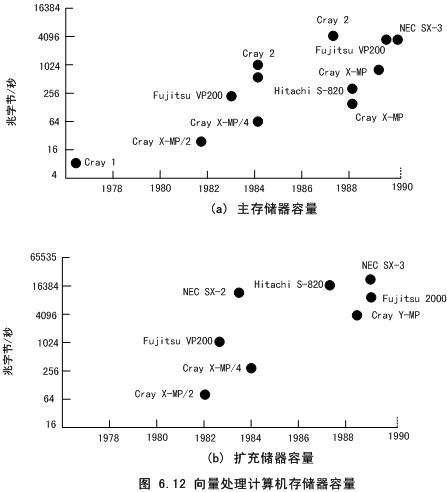 16384
Cray 2
NEC SX-3
4096
Fujitsu VP200
Cray 2
1024
Cray X-MP
兆字节/秒
256
Fujitsu VP200
Hitachi S-820
64
Cray X-MP/4
Cray X-MP
Cray X-MP/2
16
Cray 1
4
1978 1980 1982 1984 1986 1988 1990
(a) 主存储器容量
65535
NEC SX-3
16384
NEC SX-2
Hitachi S-820
Fujitsu 2000
4096
Cray Y-MP
兆字节/秒
1024
Fujitsu VP200
256
Cray X-MP/4
64
Cray X-MP/2
16
1978 1980 1982 1984 1986 1988 1990
(b) 扩充储器容量
图 6.12 向量处理计算机存储器容量